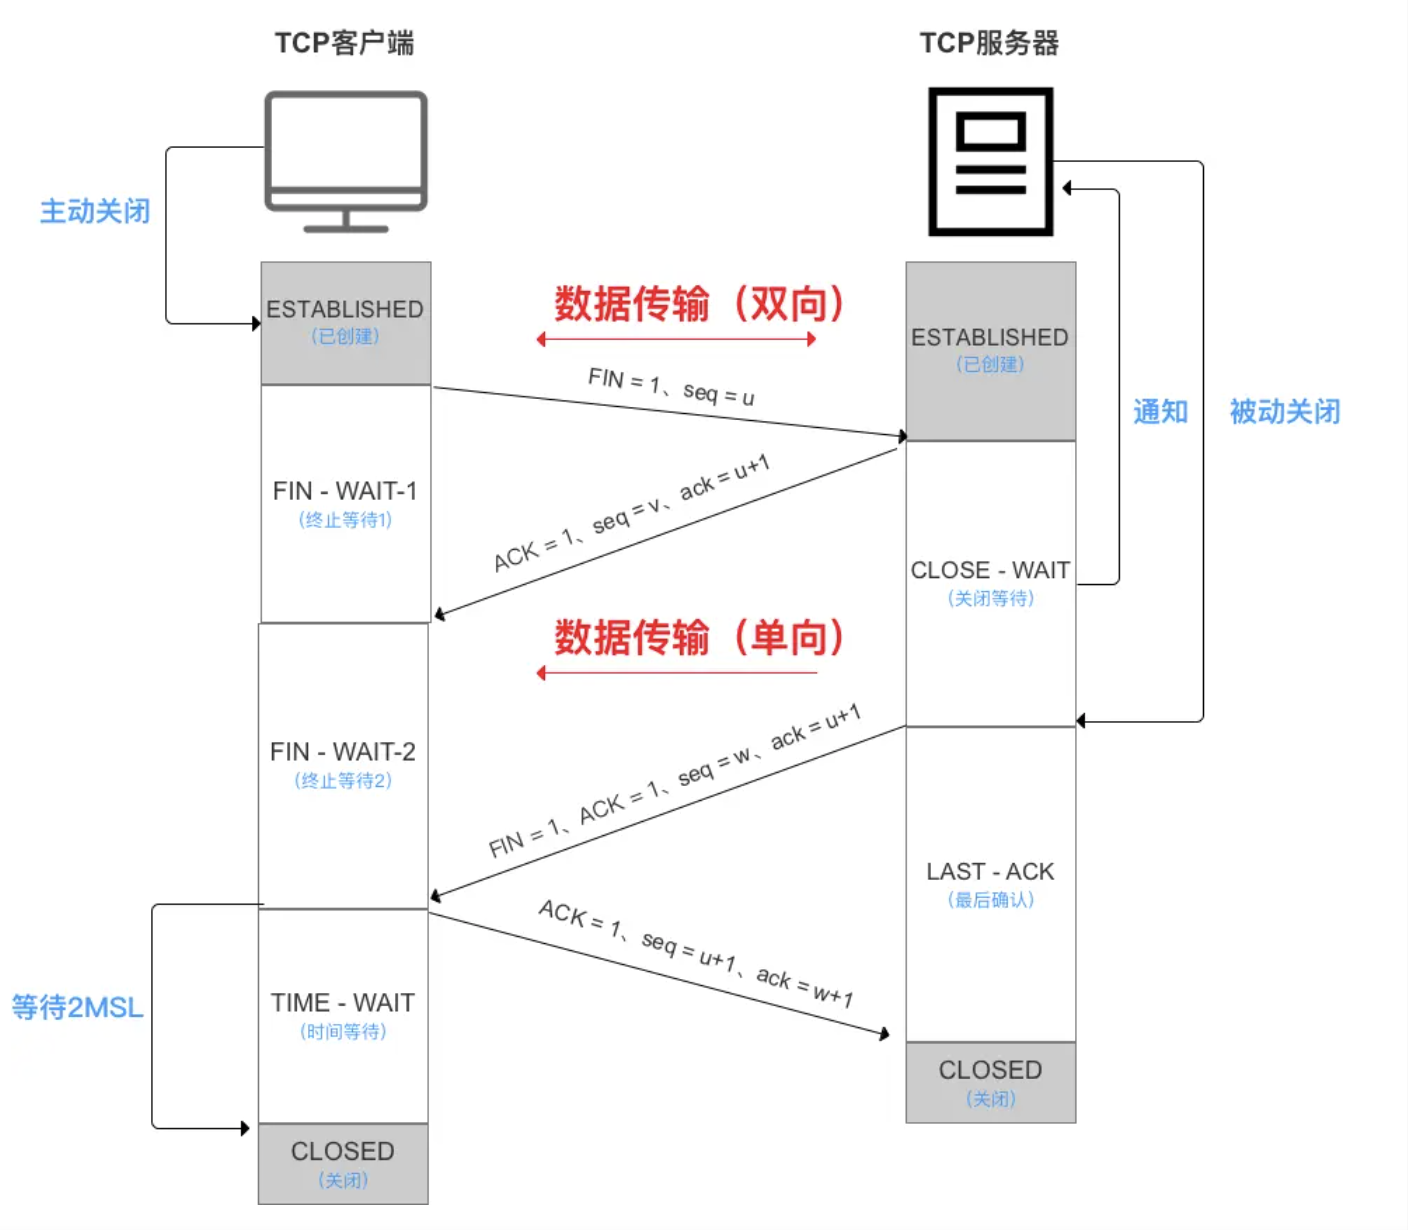 TCP客户端
TCP服务器
主动关闭
ESTABLISHED
(已创建)
数据传输（双向）
ESTABLISHED
(已创建)
FIN = 1、seq = u
通知
被动关闭
FIN - WAIT-1
(终止等待1)
ACK = 1、seq = v、ack = u+1
CLOSE - WAIT
(关闭等待)
数据传输（单向）
FIN - WAIT-2
(终止等待2)
FIN = 1、ACK = 1、seq = w、ack = u+1
LAST - ACK
(最后确认)
ACK = 1、seq = u+1、ack = w+1
等待2MSL
TIME - WAIT
(时间等待)
CLOSED
(关闭)
CLOSED
(关闭)